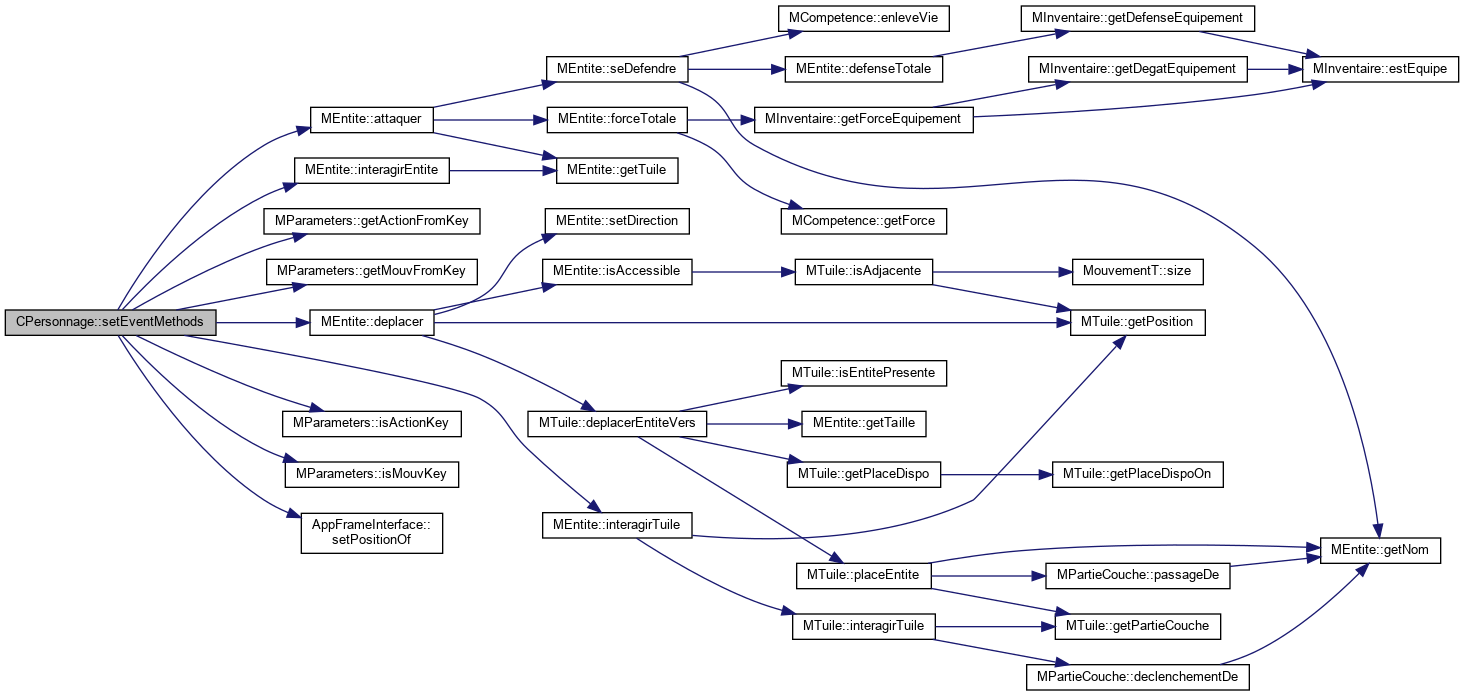 MCompetence::enleveVie
MInventaire::getDefenseEquipement
MEntite::seDefendre
MEntite::defenseTotale
MInventaire::getDegatEquipement
MInventaire::estEquipe
MEntite::attaquer
MEntite::forceTotale
MInventaire::getForceEquipement
MEntite::interagirEntite
MEntite::getTuile
MParameters::getActionFromKey
MEntite::setDirection
MCompetence::getForce
MParameters::getMouvFromKey
MEntite::isAccessible
MTuile::isAdjacente
MouvementT::size
CPersonnage::setEventMethods
MEntite::deplacer
MTuile::getPosition
MTuile::isEntitePresente
MParameters::isActionKey
MTuile::deplacerEntiteVers
MEntite::getTaille
MParameters::isMouvKey
MTuile::getPlaceDispo
MTuile::getPlaceDispoOn
AppFrameInterface::
setPositionOf
MEntite::interagirTuile
MEntite::getNom
MTuile::placeEntite
MPartieCouche::passageDe
MTuile::interagirTuile
MTuile::getPartieCouche
MPartieCouche::declenchementDe